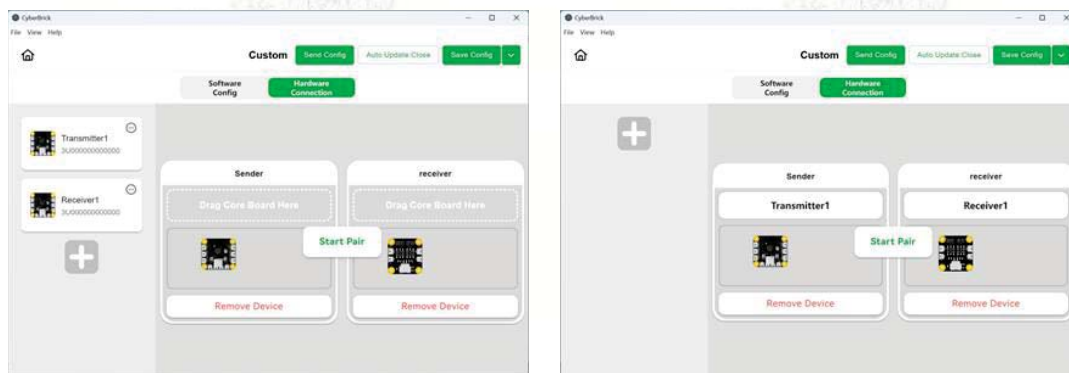 CyberBrick
File View Help
Custom
Send Config
Auto Update Close
Save Config
Software Config
Hardware Connection
Transmitter1
Receiver1
Sender
receiver
Drag Core Board Here
Drag Core Board Here
Start Pair
Remove Device
Remove Device
CyberBrick
File View Help
Custom
Send Config
Auto Update Close
Save Config
Software Config
Hardware Connection
Sender
receiver
Transmitter1
Receiver1
Start Pair
Remove Device
Remove Device